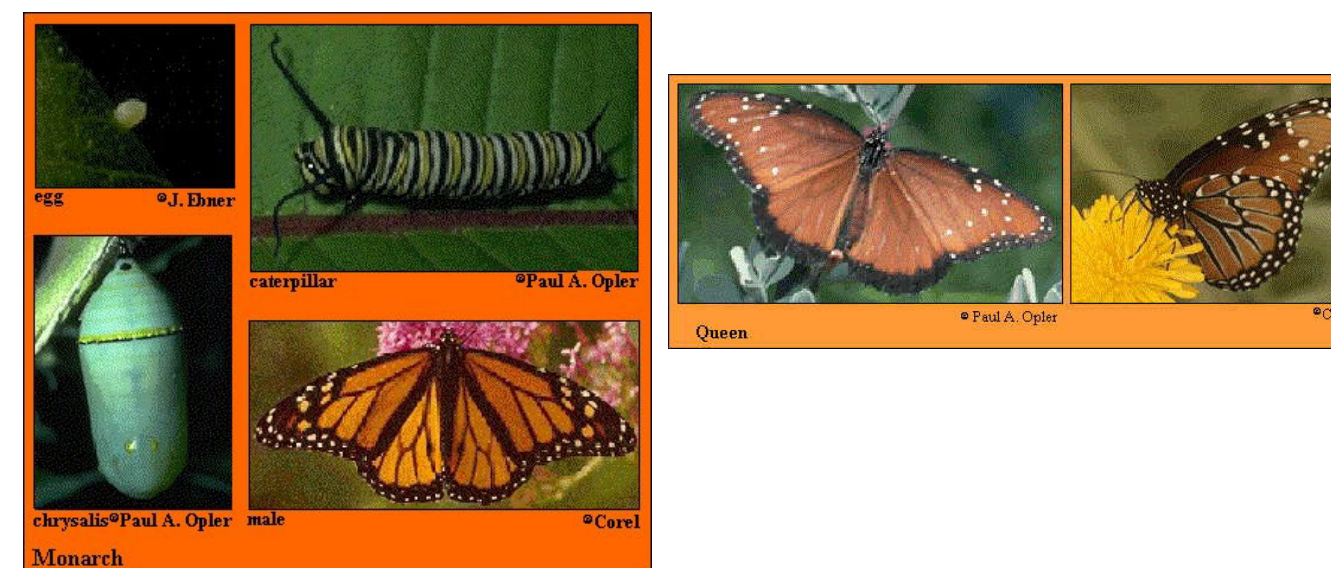 egg ©J. Ebner
caterpillar ©Paul A. Opler
chrysalis©Paul A. Opler
male ©Corel
Monarch
© Paul A. Opler
©C
Queen